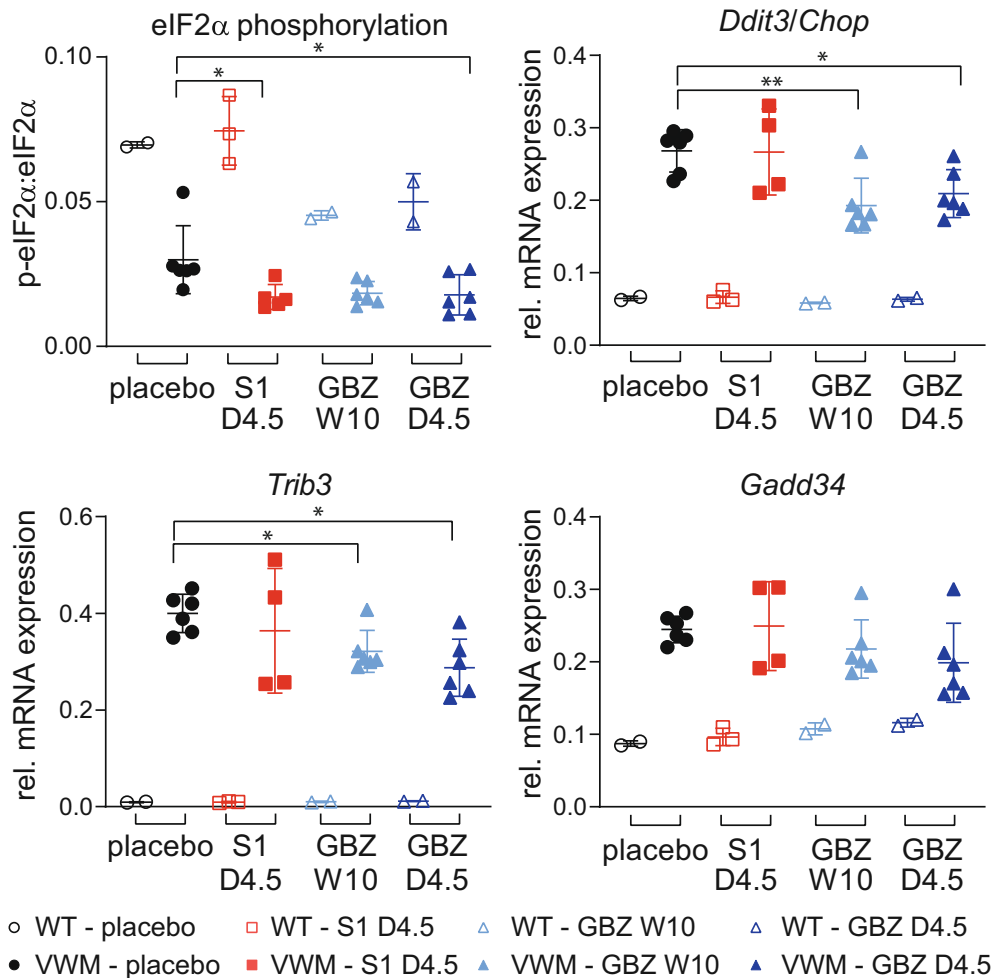 eIF2α phosphorylation
p-eIF2α:eIF2α
0.10
0.05
0.00
*
*
placebo
S1
D4.5
GBZ
W10
GBZ
D4.5
Ddit3/Chop
rel. mRNA expression
0.4
0.3
0.2
0.1
0.0
*
**
placebo
S1
D4.5
GBZ
W10
GBZ
D4.5
Trib3
rel. mRNA expression
0.6
0.4
0.2
0.0
*
*
placebo
S1
D4.5
GBZ
W10
GBZ
D4.5
Gadd34
rel. mRNA expression
0.4
0.3
0.2
0.1
0.0
placebo
S1
D4.5
GBZ
W10
GBZ
D4.5
WT - placebo WT - S1 D4.5 WT - GBZ W10 WT - GBZ D4.5
VWM - placebo VWM - S1 D4.5 VWM - GBZ W10 VWM - GBZ D4.5